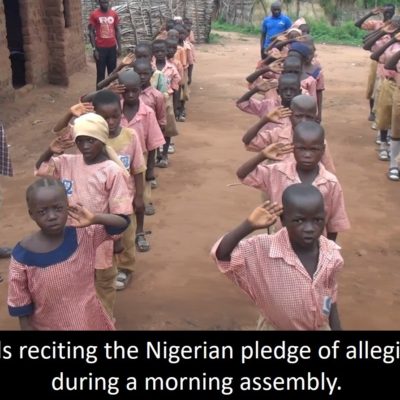 ls reciting the Nigerian pledge of allegi
during a morning assembly.